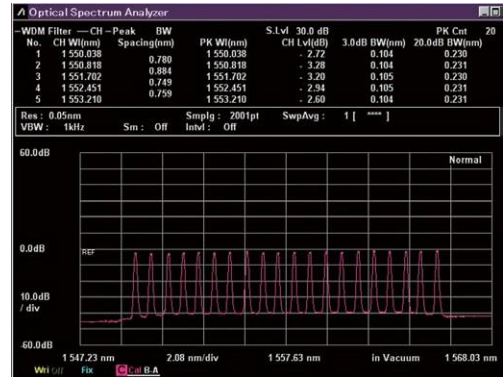 Optical Spectrum Analyzer
WDM Filter — CH – Peak BW S.Lvl 30.0 dB PK Cnt 20
No. CH Wl(nm) Spacing(nm) PK Wl(nm) CH Lvl(dB) 3.0dB BW(nm) 20.0dB BW(nm)
1 1 550.038 1 550.038 - 2.72 0.104 0.230
0.780
2 1 550.818 1 550.818 - 3.28 0.104 0.231
0.884
3 1 551.702 1 551.702 - 3.20 0.105 0.230
0.749
4 1 552.451 1 552.451 - 2.94 0.104 0.231
0.759
5 1 553.210 1 553.210 - 2.60 0.104 0.231
Res : 0.05nm Smplg : 2001pt SwpAvg : 1 [ **** ]
VBW : 1kHz Sm : Off Intvl : Off
60.0dB
Normal
0.0dB
REF
10.0dB
/ div
-60.0dB
1 547.23 nm 2.08 nm/div 1 557.63 nm in Vacuum 1 568.03 nm
Wri Off Fix C Cal B-A